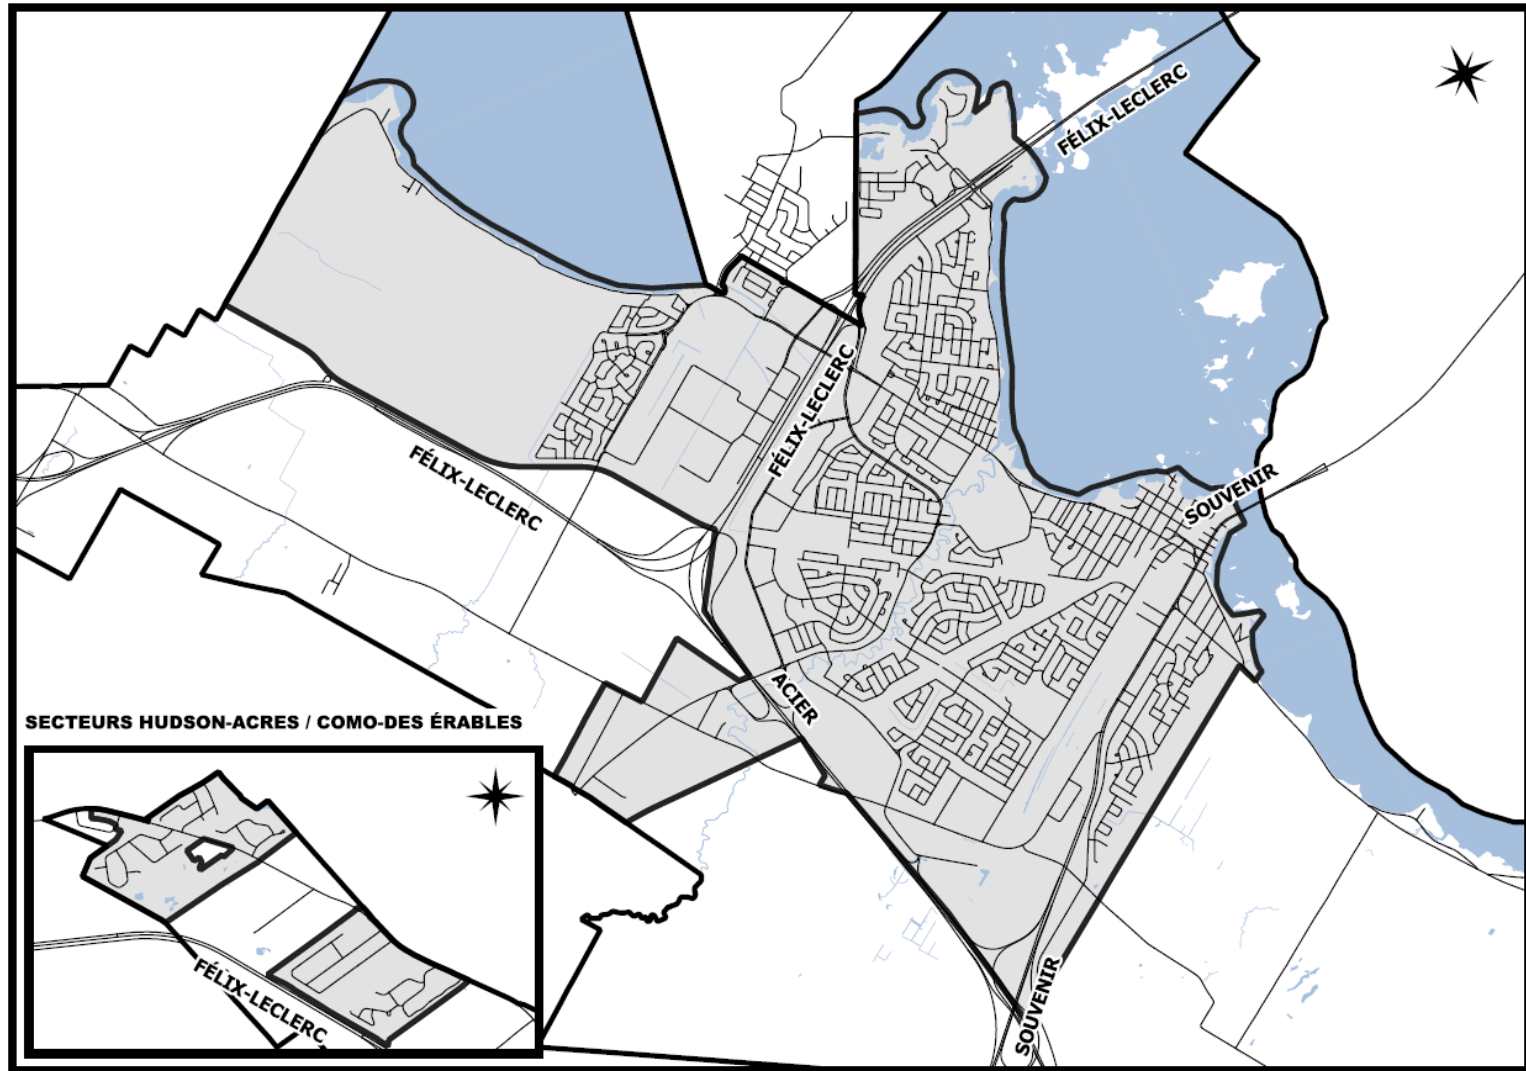 FÉLIX-LECLERC
FÉLIX-LECLERC
FÉLIX-LECLERC
SOUVENIR
ACIER
SECTEURS HUDSON-ACRES / COMO-DES ÉRABLES
FÉLIX-LECLERC
SOUVENIR